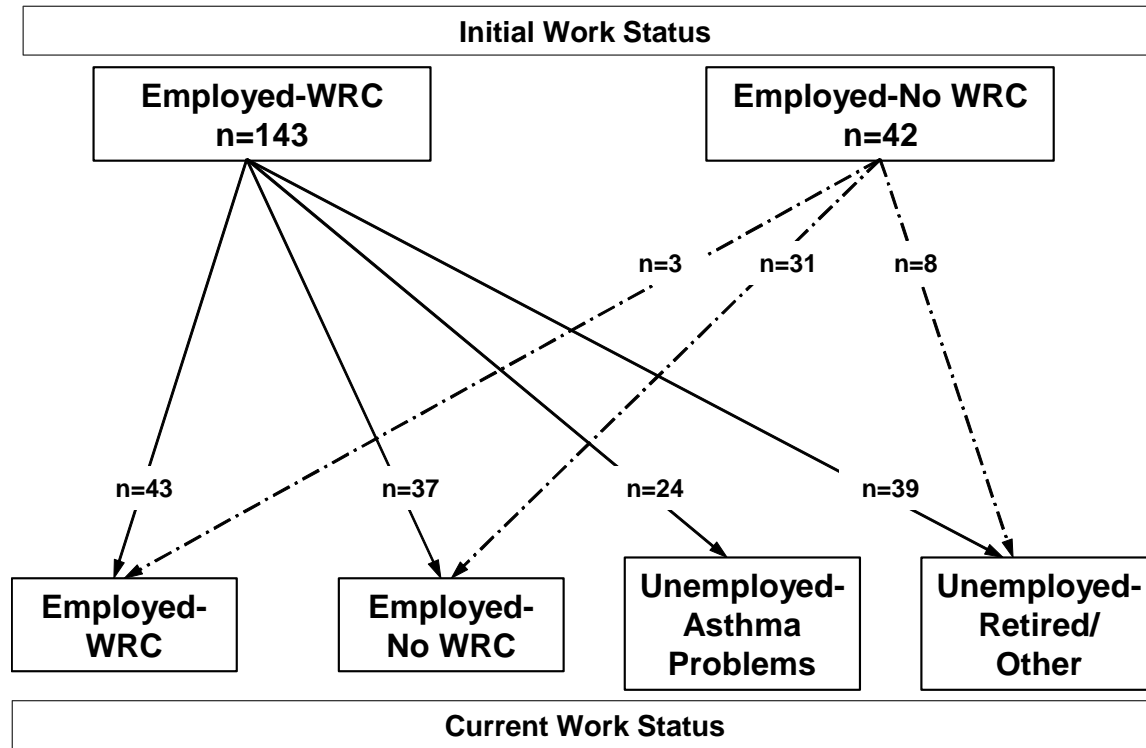 Initial Work Status
Employed-WRC
n=143
Employed-No WRC
n=42
n=3
n=31
n=8
n=43
n=37
n=24
n=39
Employed-
WRC
Employed-
No WRC
Unemployed-
Asthma
Problems
Unemployed-
Retired/
Other
Current Work Status